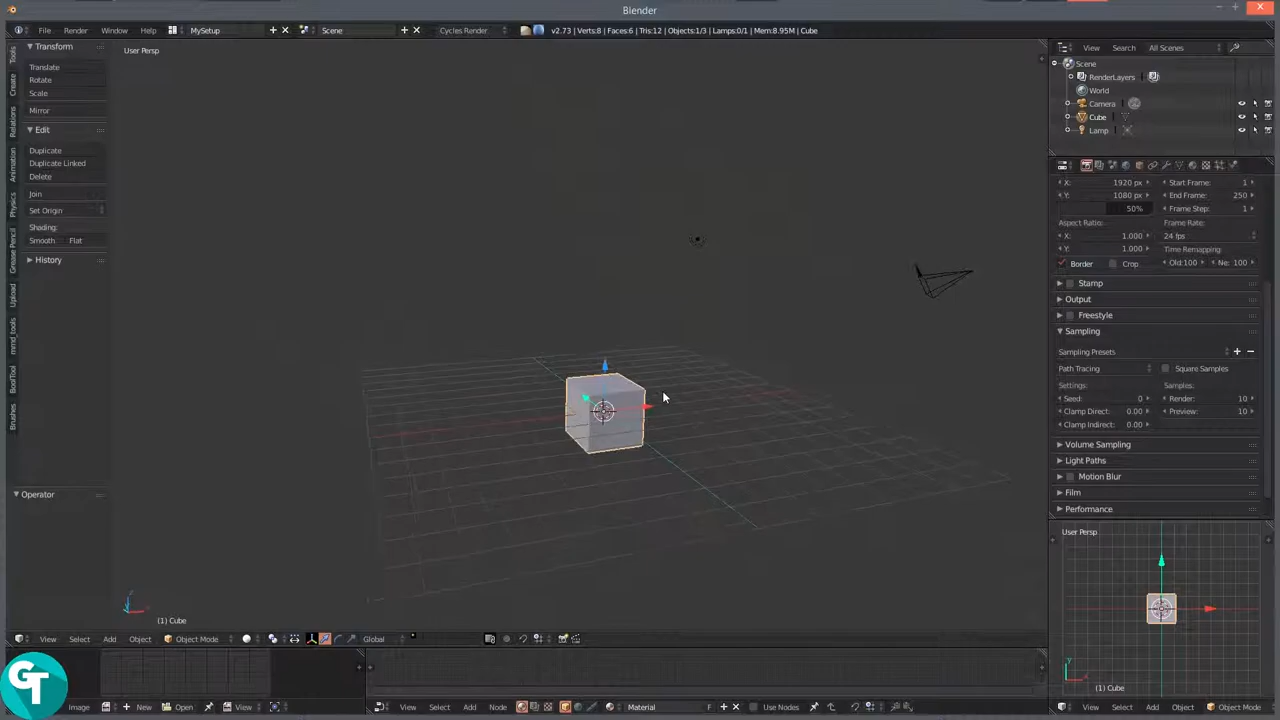 Blender
File Render Window Help MySetup Scene Cycles Render v2.73 | Verts:8 | Faces:6 | Tris:12 | Objects:1/3 | Lamps:0/1 | Mem:8.95M | Cube
Transform
Translate
Rotate
Scale
Mirror
Edit
Duplicate
Duplicate Linked
Delete
Join
Set Origin
Shading:
Smooth Flat
History
Operator
Tools
Create
Relations
Animation
Physics
Grease Pencil
Upload
mmd_tools
BoolTool
Brushes
User Persp
(1) Cube
View Select Add Object Object Mode Global
View Search All Scenes
Scene
RenderLayers
World
Camera
Cube
Lamp
X: 1920 px Start Frame: 1
Y: 1080 px End Frame: 250
50% Frame Step: 1
Aspect Ratio: Frame Rate:
X: 1.000 24 fps
Y: 1.000 Time Remapping:
Border Crop Old:100 Ne: 100
Stamp
Output
Freestyle
Sampling
Sampling Presets
Path Tracing Square Samples
Settings: Samples:
Seed: 0 Render: 10
Clamp Direct: 0.00 Preview: 10
Clamp Indirect: 0.00
Volume Sampling
Light Paths
Motion Blur
Film
Performance
User Persp
(1) Cube
GT
Image New Open View
View Select Add Node Material F Use Nodes
View Select Add Object Object Mode